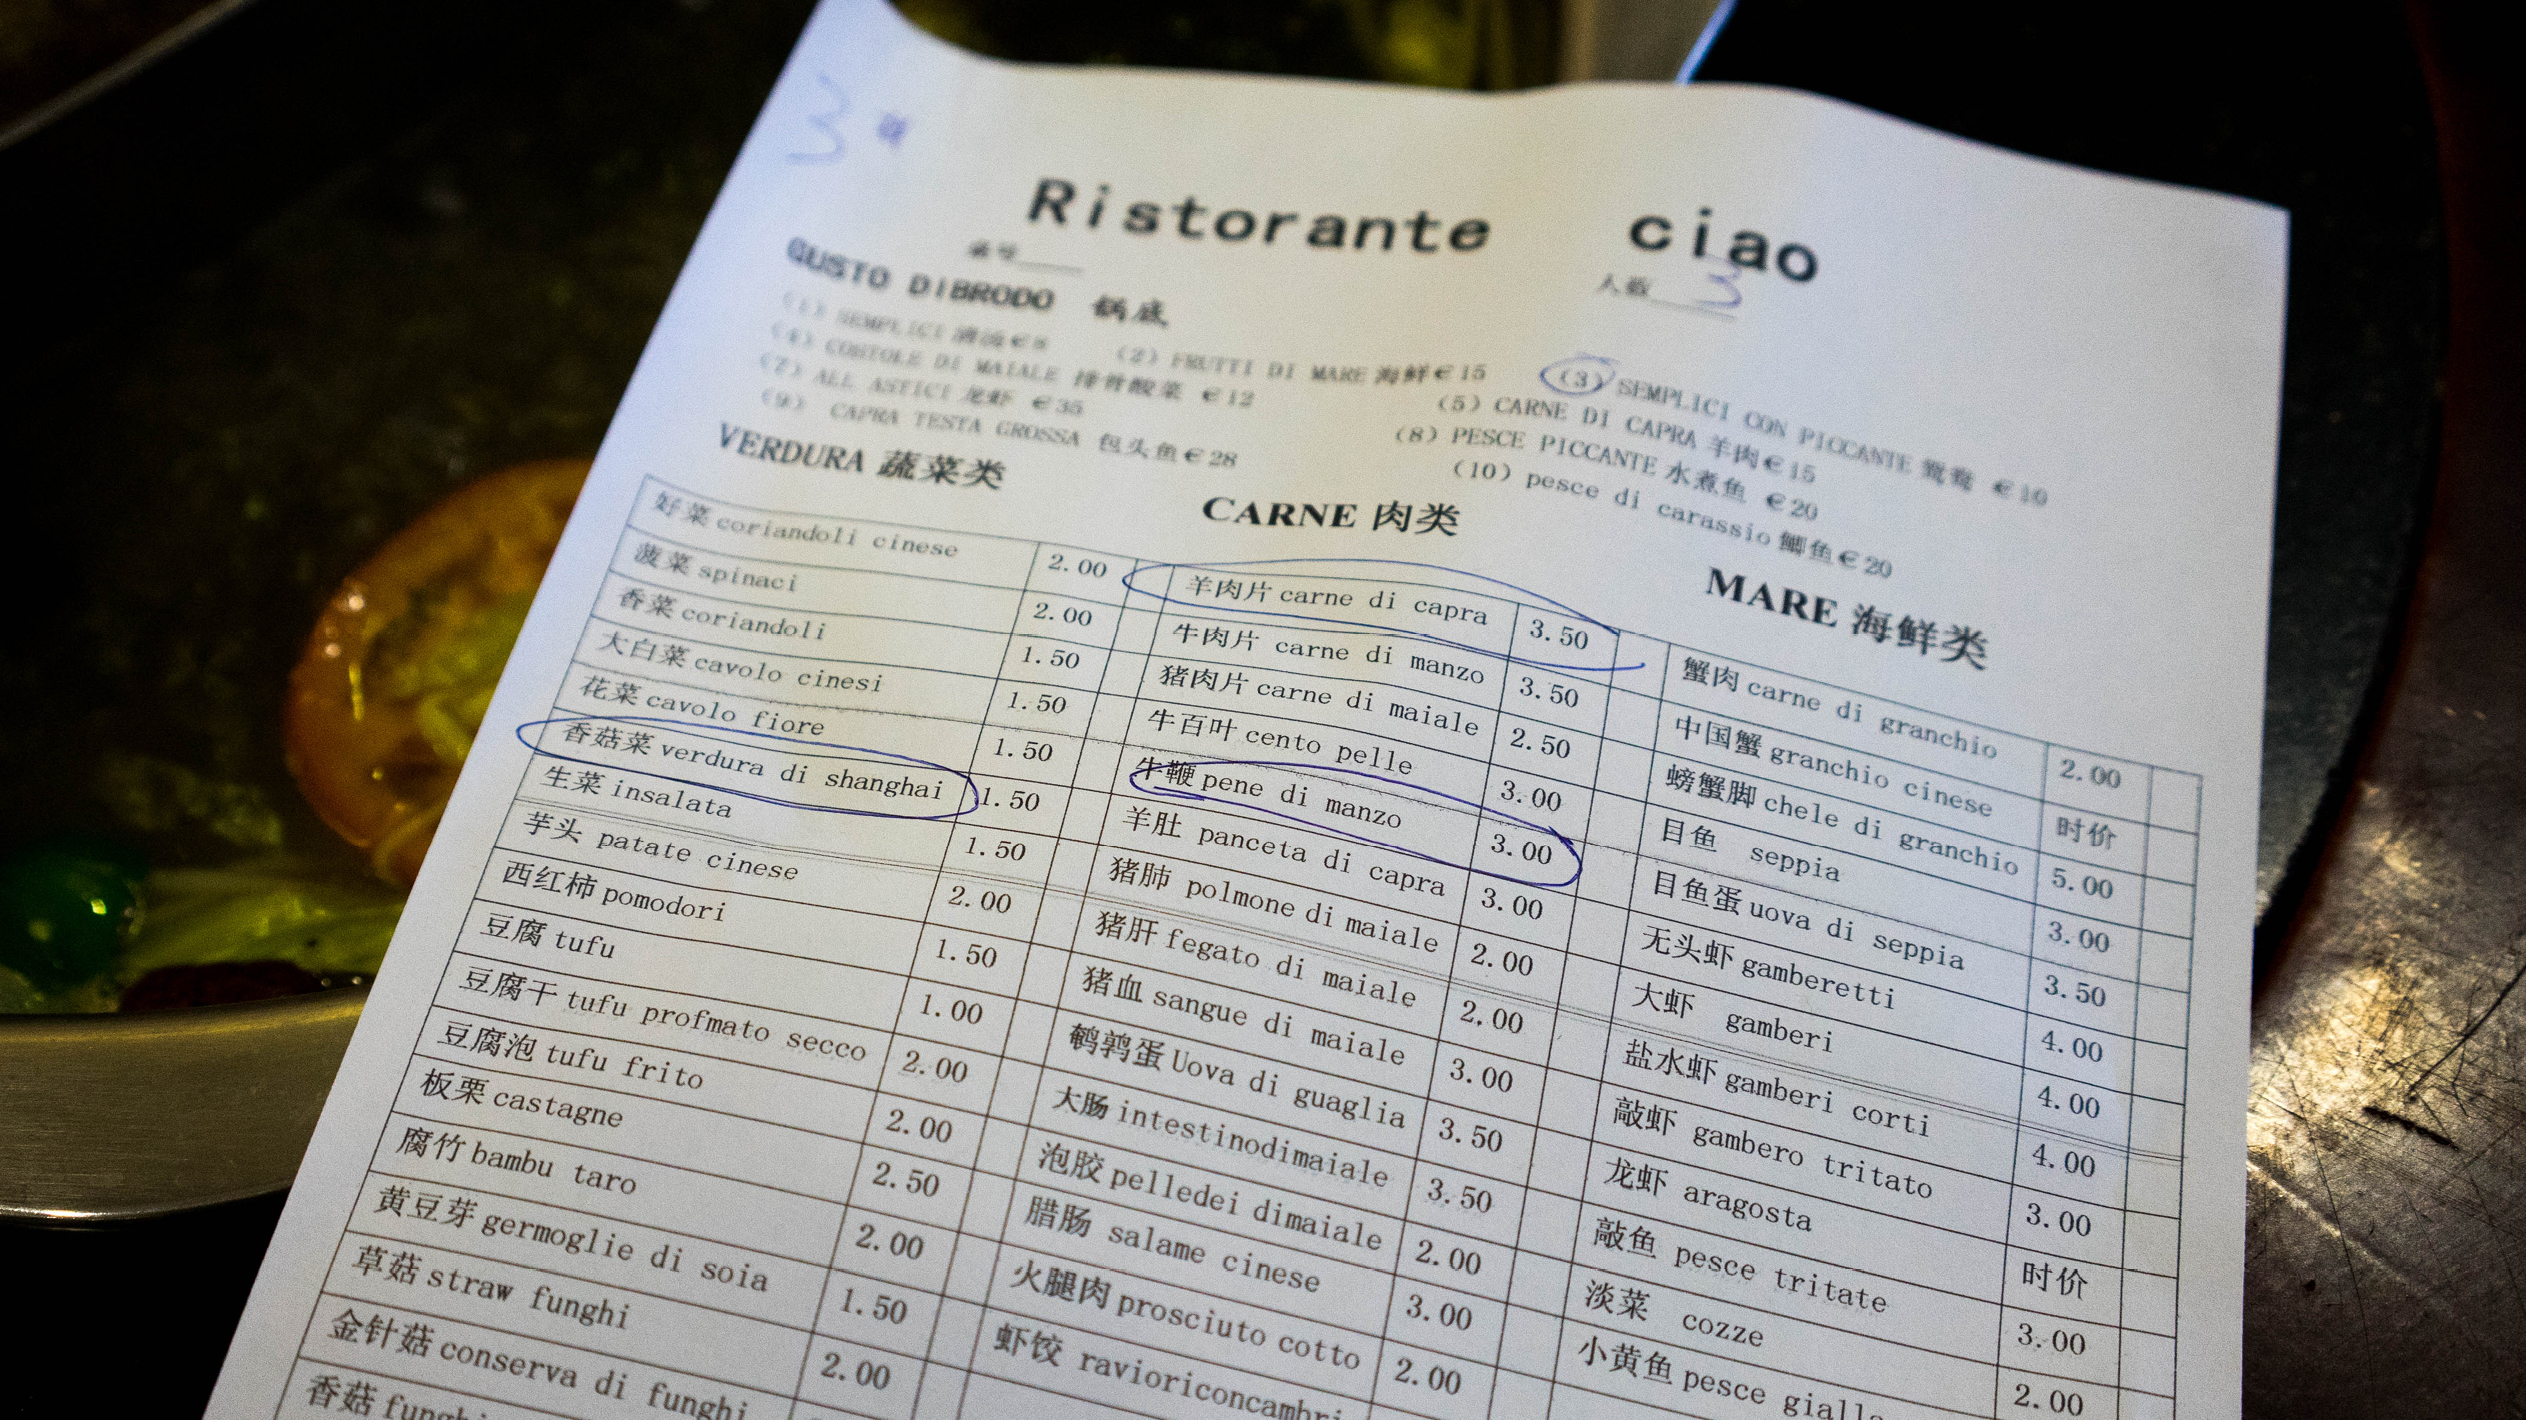 3
Ristorante ciao
人数 3
GUSTO DIBRODO 锅底
(1) SEMPLICI 清汤€8 (2) FRUTTI DI MARE 海鲜€15 (3) SEMPLICI CON PICCANTE 鸳鸯 €10
(4) COSTOLE DI MAIALE 排骨酸菜 €12 (5) CARNE DI CAPRA 羊肉€15
(7) ALL ASTICI 龙虾 €35 (8) PESCE PICCANTE 水煮鱼 €20
(9) CAPRA TESTA GROSSA 包头鱼€28 (10) pesce di carassio 鲫鱼€20
VERDURA 蔬菜类
好菜 coriandoli cinese 2.00
菠菜 spinaci 2.00
香菜 coriandoli 1.50
大白菜 cavolo cinesi 1.50
花菜 cavolo fiore 1.50
香菇菜 verdura di shanghai 1.50
生菜 insalata 1.50
芋头 patate cinese 2.00
西红柿 pomodori 1.50
豆腐 tufu 1.00
豆腐干 tufu profmato secco 2.00
豆腐泡 tufu frito 2.00
板栗 castagne 2.50
腐竹 bambu taro 2.00
黄豆芽 germoglie di soia 1.50
草菇 straw funghi 2.00
金针菇 conserva di funghi
香菇
CARNE 肉类
羊肉片 carne di capra 3.50
牛肉片 carne di manzo 3.50
猪肉片 carne di maiale 2.50
牛百叶 cento pelle 3.00
牛鞭 pene di manzo 3.00
羊肚 panceta di capra 3.00
猪肺 polmone di maiale 2.00
猪肝 fegato di maiale 2.00
猪血 sangue di maiale 3.00
鹌鹑蛋 Uova di guaglia 3.50
大肠 intestinodimaiale 3.50
泡胶 pelledei dimaiale 2.00
腊肠 salame cinese 3.00
火腿肉 prosciuto cotto 2.00
虾饺
MARE 海鲜类
蟹肉 carne di granchio 2.00
中国蟹 granchio cinese 时价
螃蟹脚 chele di granchio 5.00
目鱼 seppia 3.00
目鱼蛋 uova di seppia 3.50
无头虾 gamberetti 4.00
大虾 gamberi 4.00
盐水虾 gamberi corti 4.00
敲虾 gambero tritato 3.00
龙虾 aragosta 时价
敲鱼 pesce tritate 3.00
淡菜 cozze 2.00
小黄鱼 pesce